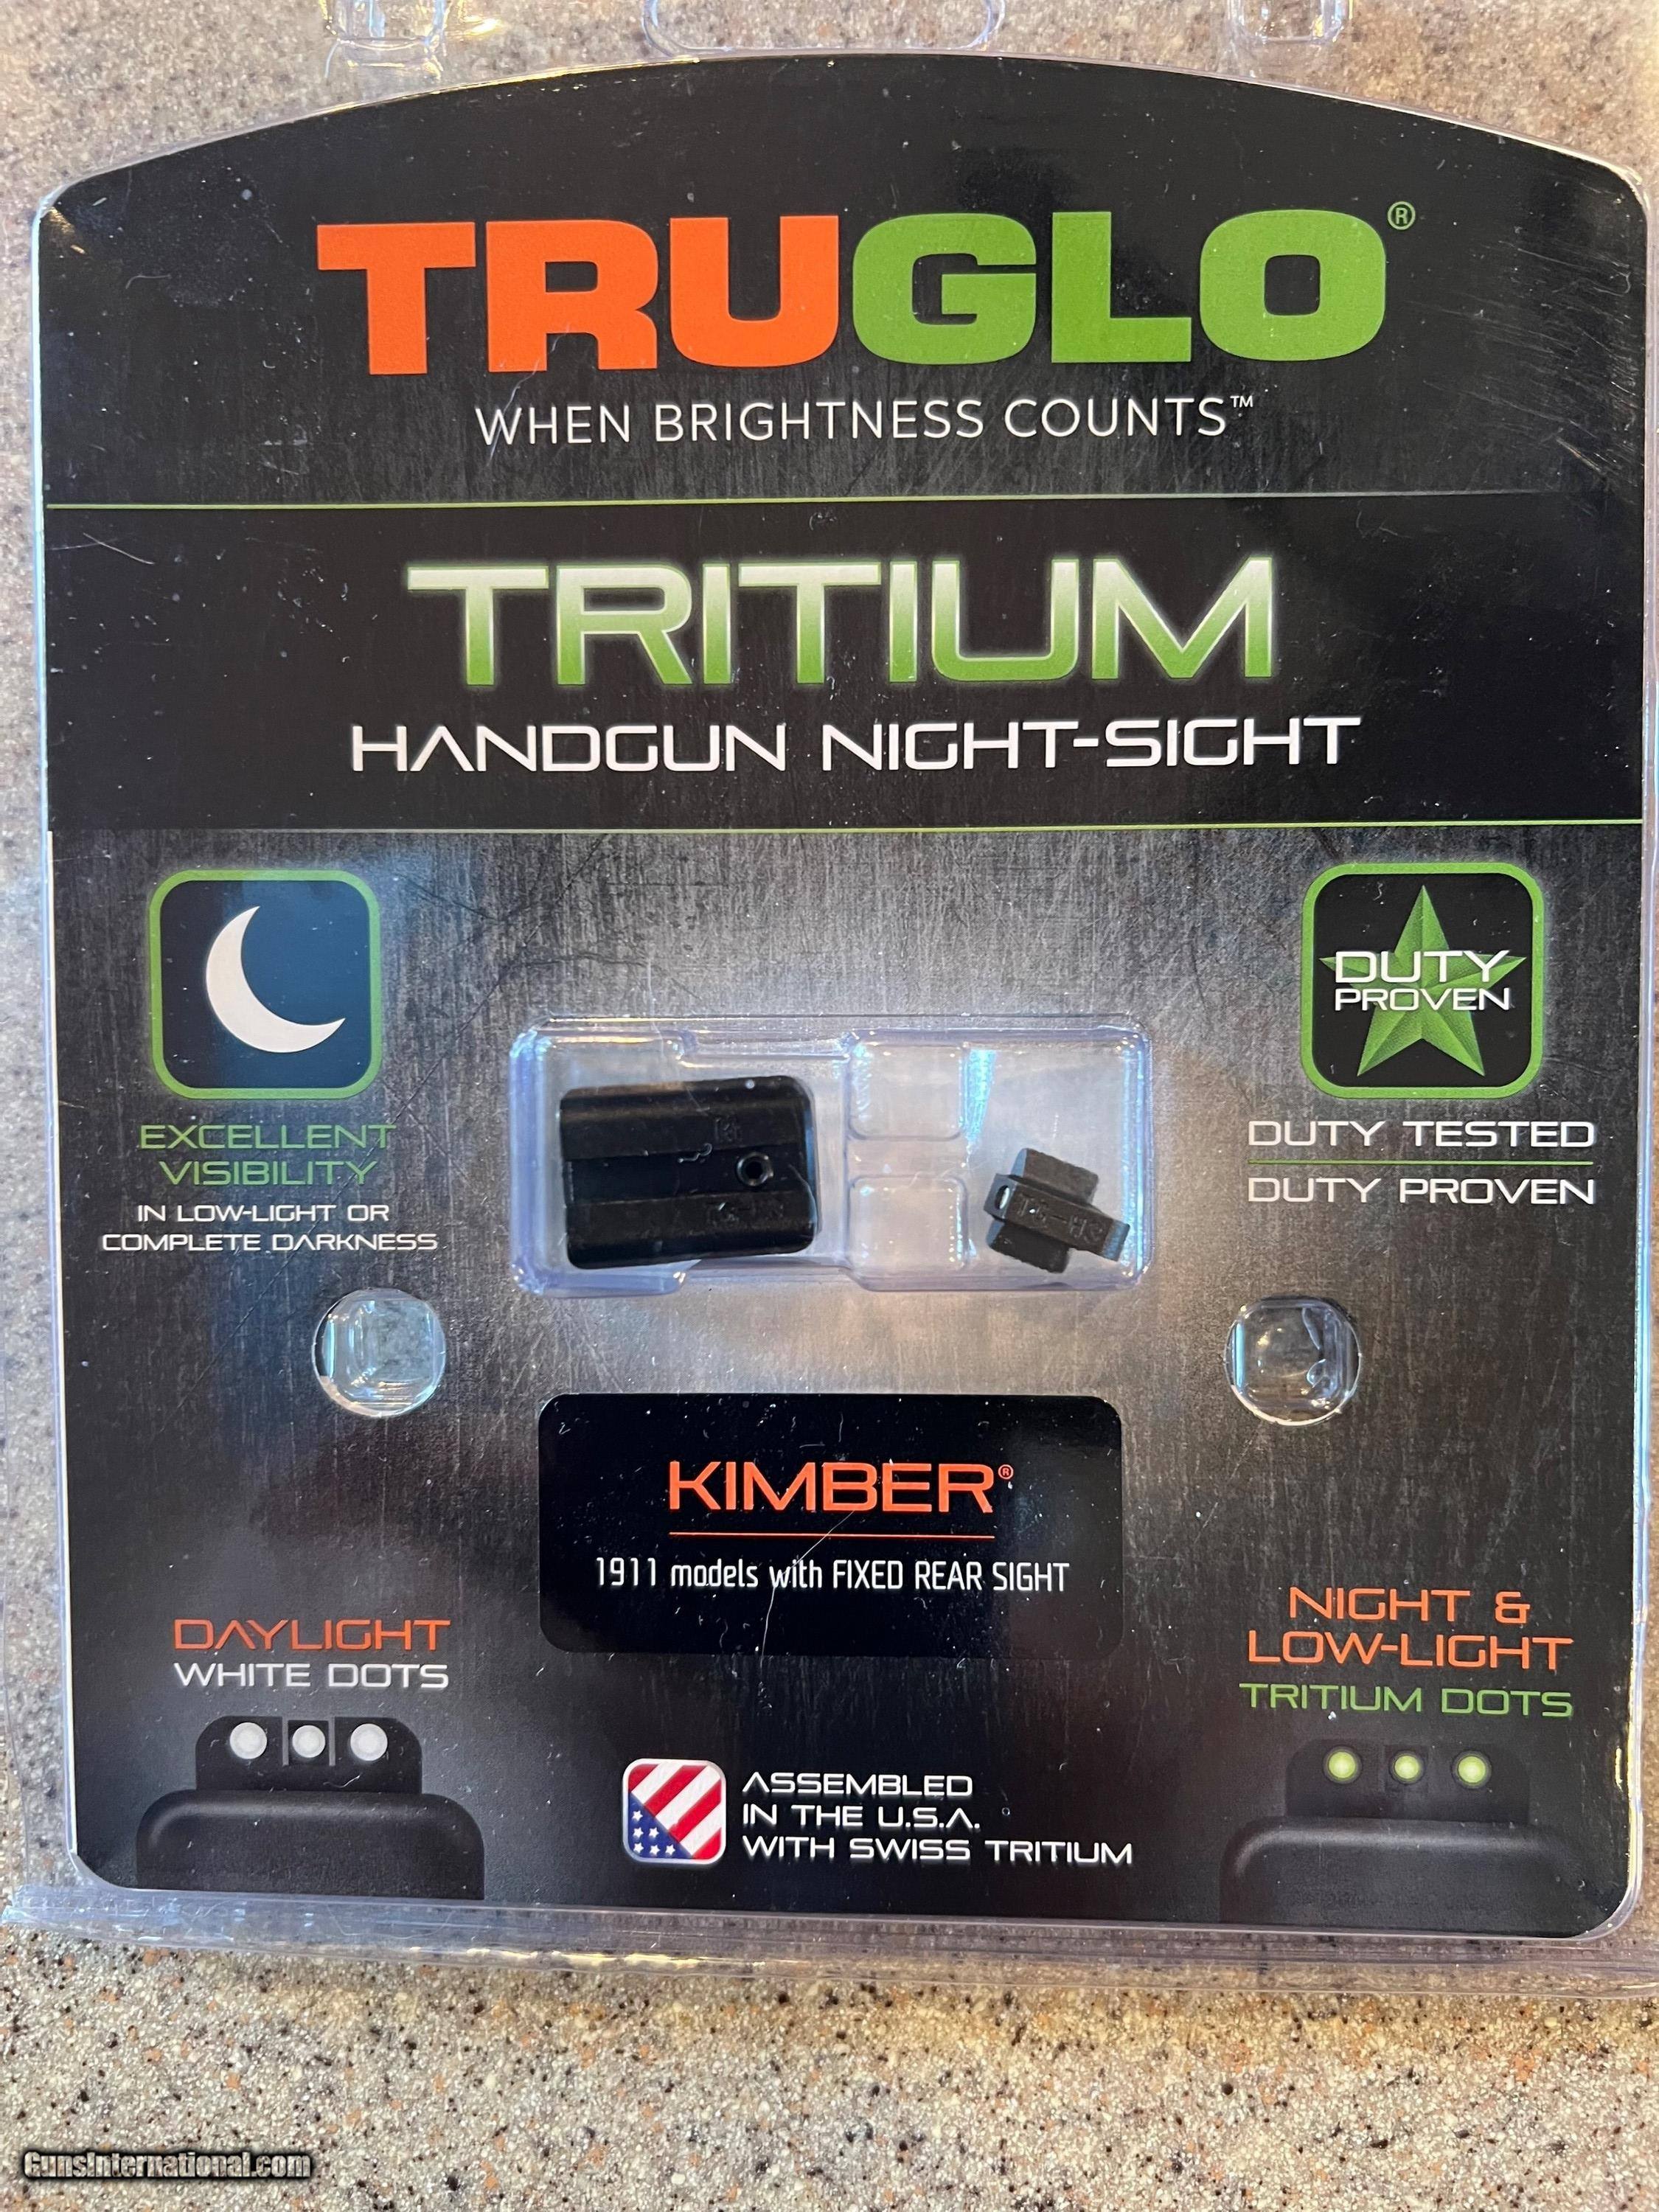 TRUGLO®
WHEN BRIGHTNESS COUNTS™
TRITIUM
HANDGUN NIGHT-SIGHT
DUTY
PROVEN
EXCELLENT
VISIBILITY
IN LOW-LIGHT OR
COMPLETE DARKNESS
DUTY TESTED
DUTY PROVEN
KIMBER®
1911 models with FIXED REAR SIGHT
DAYLIGHT
WHITE DOTS
NIGHT &
LOW-LIGHT
TRITIUM DOTS
ASSEMBLED
IN THE U.S.A.
WITH SWISS TRITIUM
GunsInternational.com